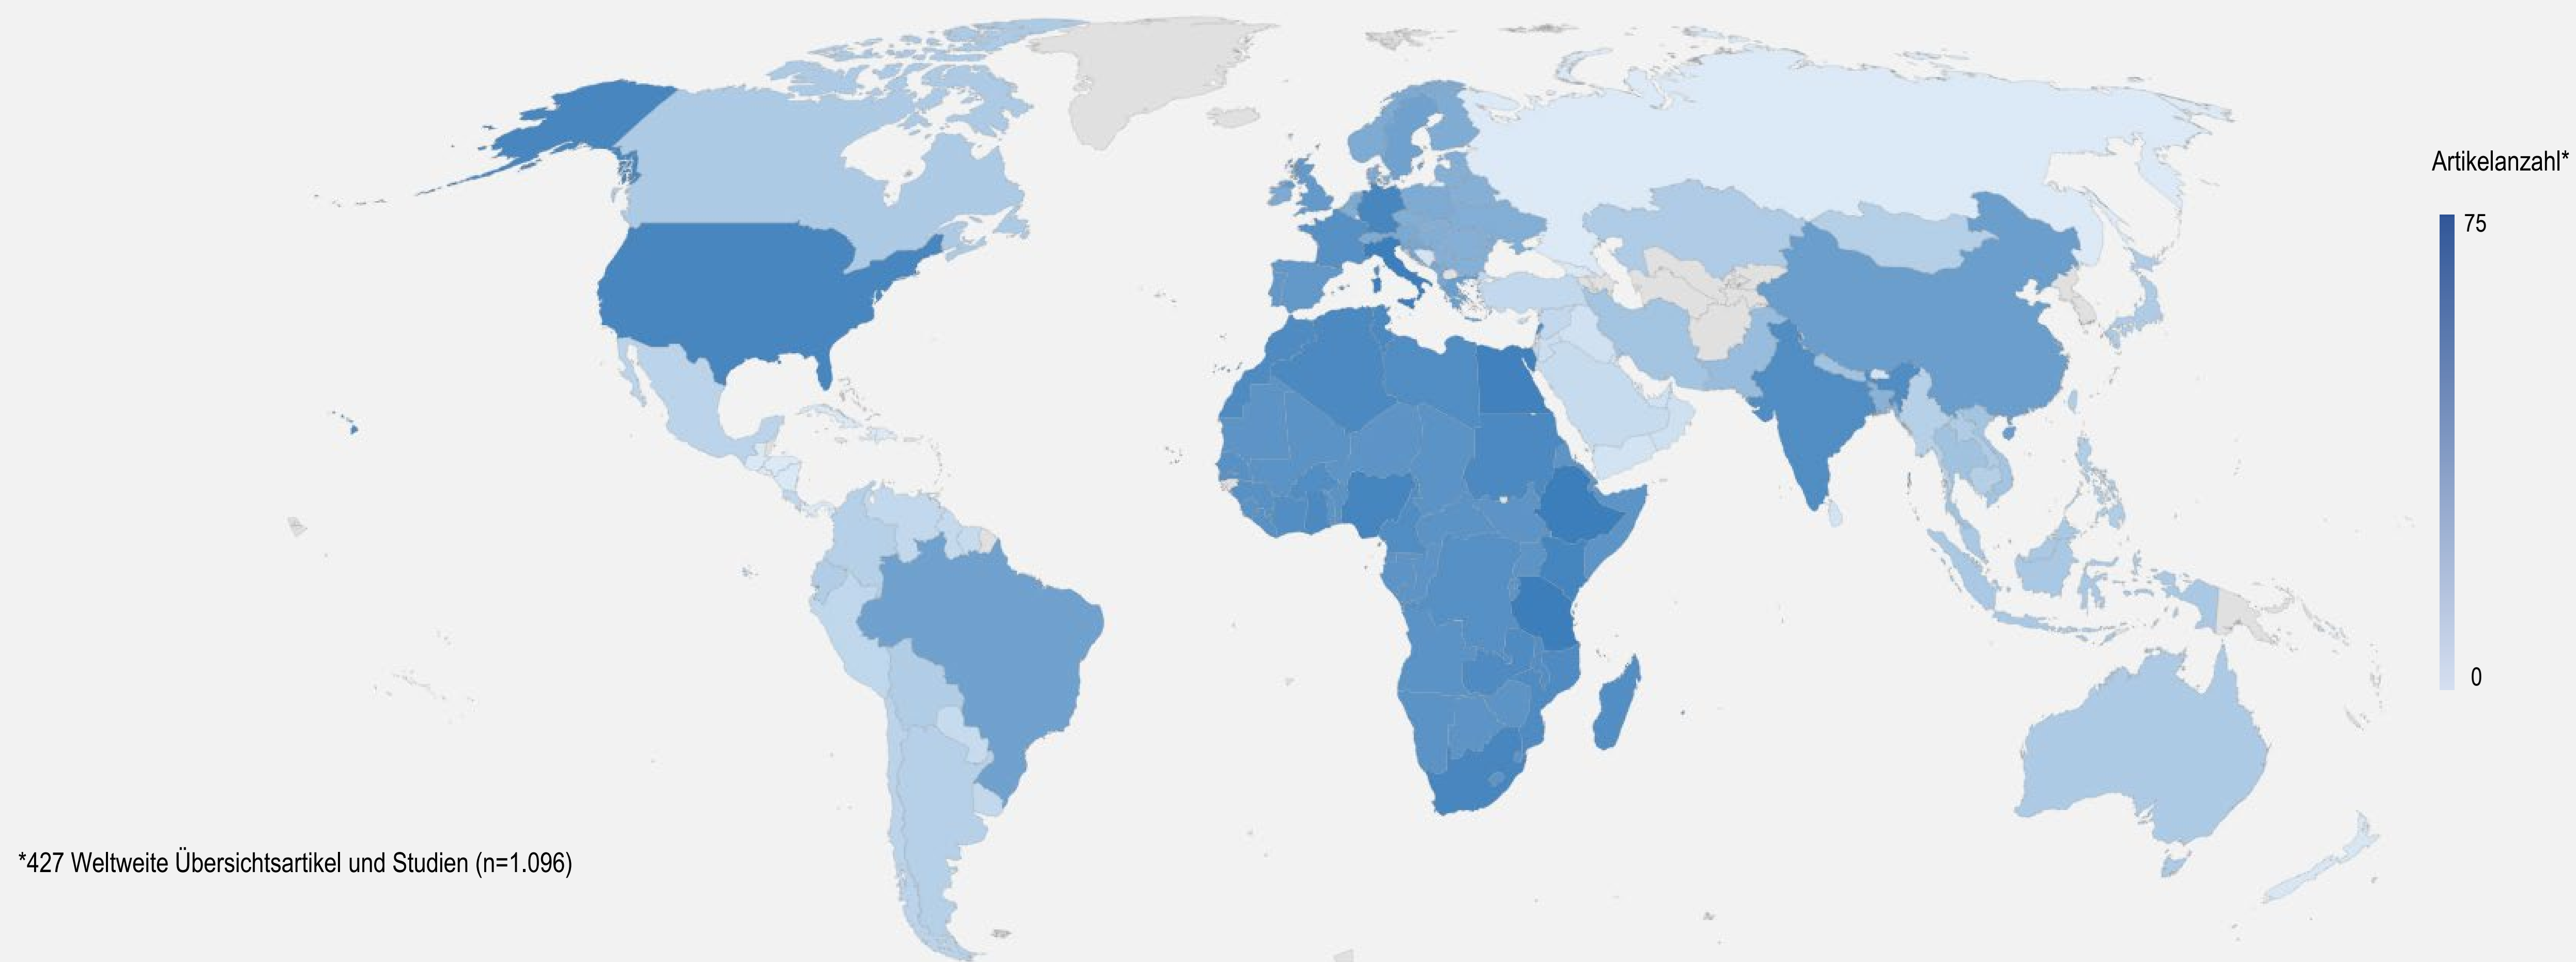 Artikelanzahl*
75
0
*427 Weltweite Übersichtsartikel und Studien (n=1.096)